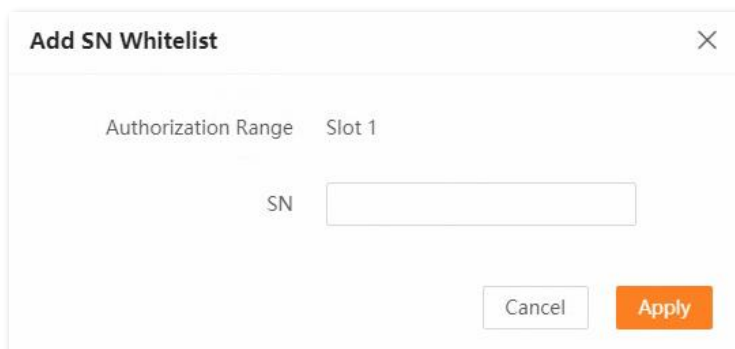 Add SN Whitelist
Authorization Range Slot 1
SN
Cancel Apply